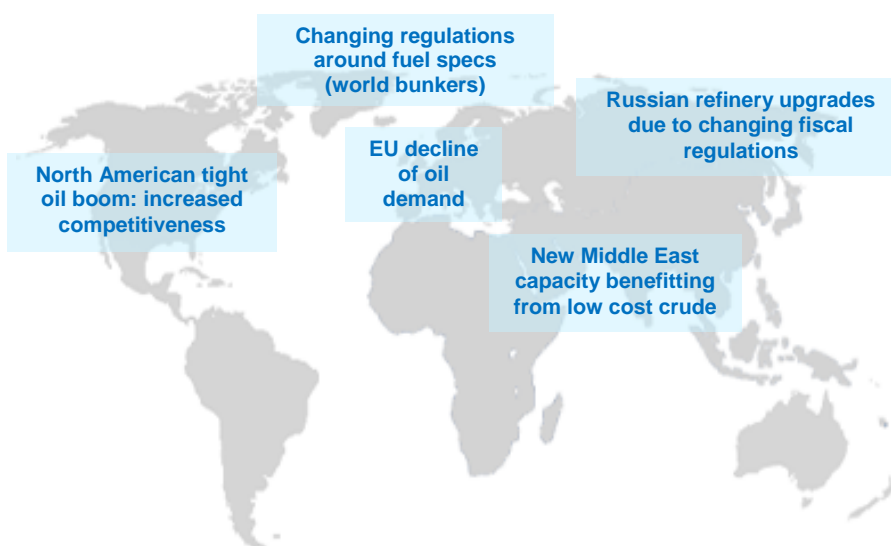 Changing regulations
around fuel specs
(world bunkers)
Russian refinery upgrades
due to changing fiscal
regulations
EU decline
of oil
demand
North American tight
oil boom: increased
competitiveness
New Middle East
capacity benefitting
from low cost crude